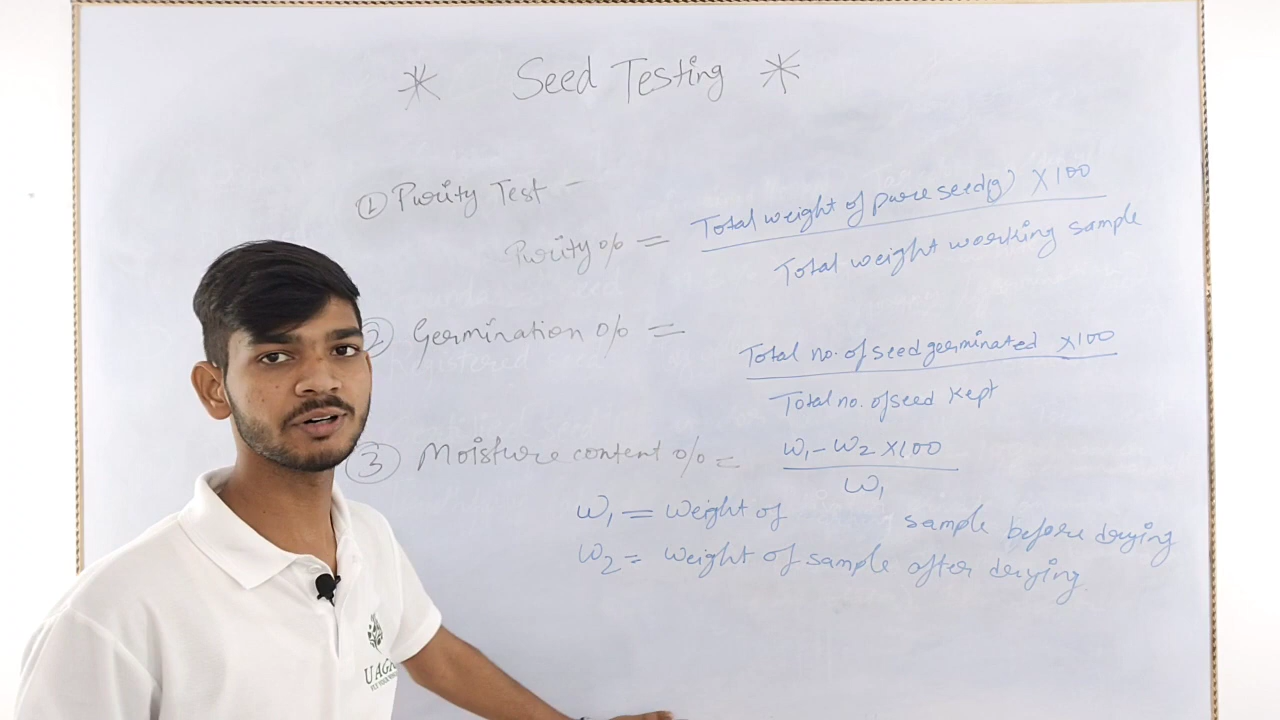 * Seed Testing *
① Purity Test -
Purity % = Total weight of pure seed(g) X 100
Total weight working sample
② Germination % =
Total no. of seed germinated X100
Total no. of seed kept
③ Moisture content % = W₁ - W₂ X100
W₁
W₁ = weight of sample before drying
W₂ = weight of sample after drying
UAGR